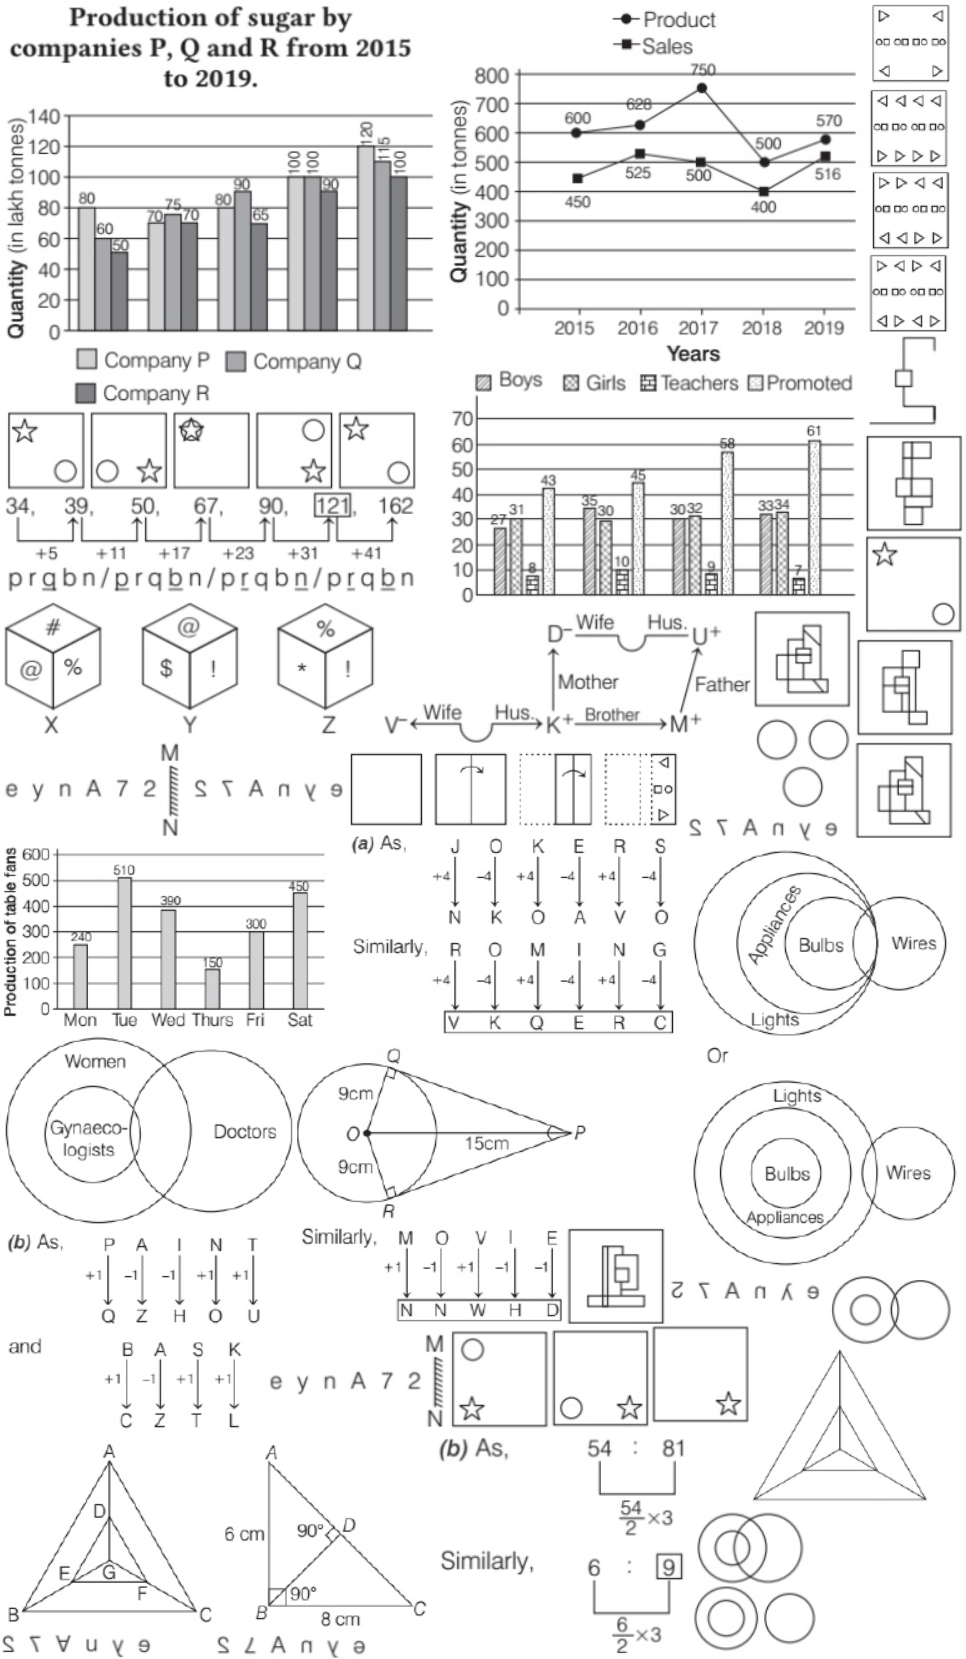 Production of sugar by
companies P, Q and R from 2015
to 2019.
Quantity (in lakh tonnes)
140
120
100
80
60
40
20
0
80
60
50
70
75
70
80
90
65
100
100
90
120
115
100
Company P
Company Q
Company R
Product
Sales
Quantity (in tonnes)
800
700
600
500
400
300
200
100
0
600
628
750
500
570
450
525
500
400
516
2015 2016 2017 2018 2019
Years
Boys Girls Teachers Promoted
70
60
50
40
30
20
10
0
27
31
8
43
35
30
10
45
30
32
9
58
33
34
7
61
34, 39, 50, 67, 90, 121, 162
+5 +11 +17 +23 +31 +41
p r q b n / p r q b n / p r q b n / p r q b n
# @ %
@ $ !
% * !
X Y Z
D− Wife Hus. U+
Mother Father
V− Wife Hus. K+ Brother M+
M
e y n A 7 2
N
(a) As, J O K E R S
+4 −4 +4 −4 +4 −4
N K O A V O
Similarly, R O M I N G
+4 −4 +4 −4 +4 −4
V K Q E R C
Production of table fans
600
500
400
300
200
100
0
240
510
390
150
300
450
Mon Tue Wed Thurs Fri Sat
Appliances
Bulbs
Wires
Lights
Or
Lights
Bulbs
Appliances
Wires
Women
Gynaeco-
logists
Doctors
Q
9cm
O
15cm
P
9cm
R
(b) As, P A I N T
+1 −1 −1 +1 +1
Q Z H O U
and B A S K
+1 −1 +1 +1
C Z T L
Similarly, M O V I E
+1 −1 +1 −1 −1
N N W H D
M
e y n A 7 2
N
(b) As, 54 : 81
54/2 ×3
Similarly, 6 : 9
6/2 ×3
A
D
E
G
F
B
C
A
6 cm
90°
D
90°
B
8 cm
C